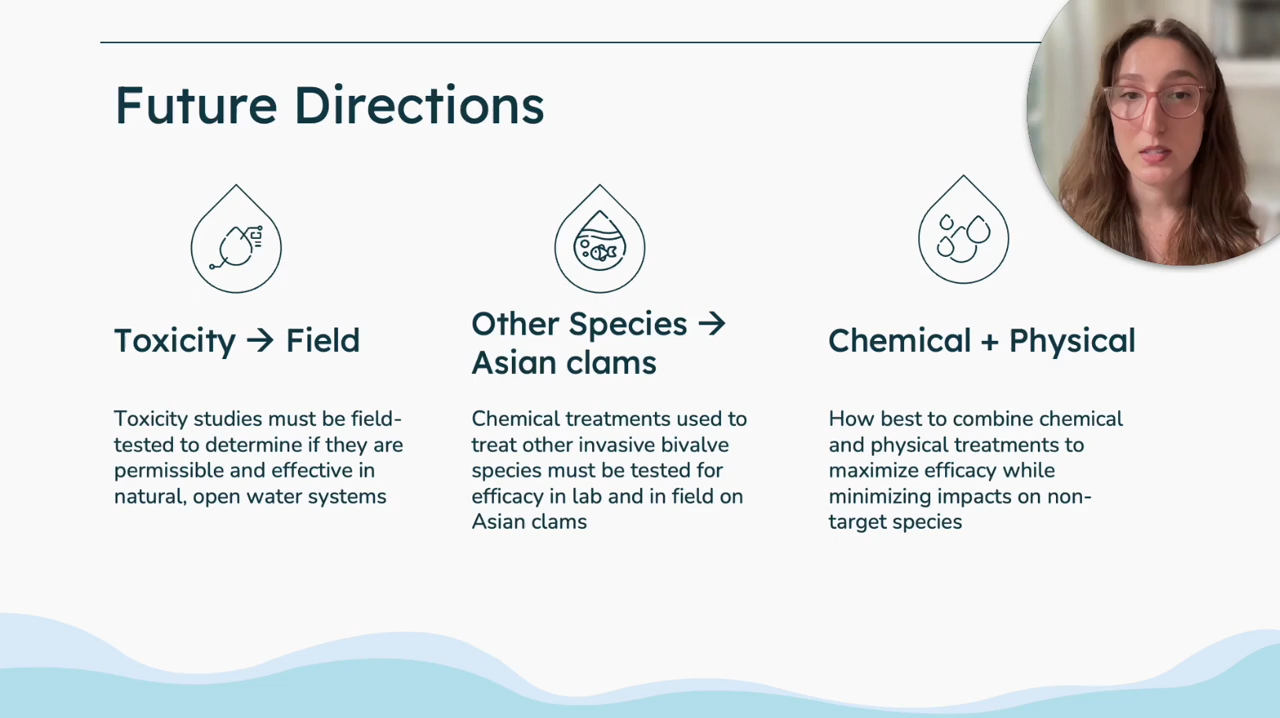 Future Directions
Toxicity → Field
Toxicity studies must be field-
tested to determine if they are
permissible and effective in
natural, open water systems
Other Species →
Asian clams
Chemical treatments used to
treat other invasive bivalve
species must be tested for
efficacy in lab and in field on
Asian clams
Chemical + Physical
How best to combine chemical
and physical treatments to
maximize efficacy while
minimizing impacts on non-
target species